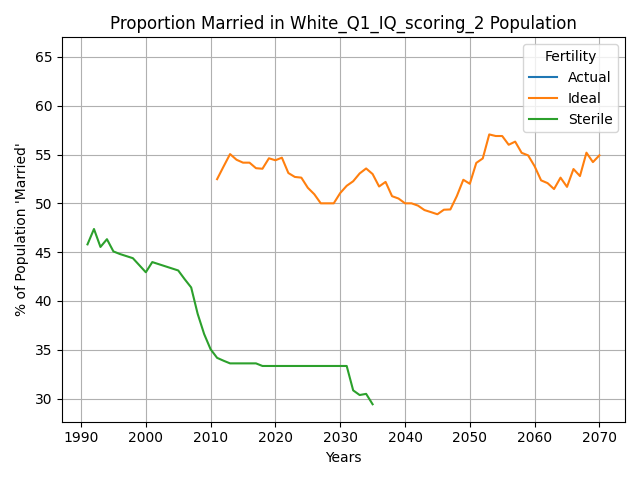 Proportion Married in White_Q1_IQ_scoring_2 Population
% of Population 'Married'
65
60
55
50
45
40
35
30
Fertility
Actual
Ideal
Sterile
1990 2000 2010 2020 2030 2040 2050 2060 2070
Years